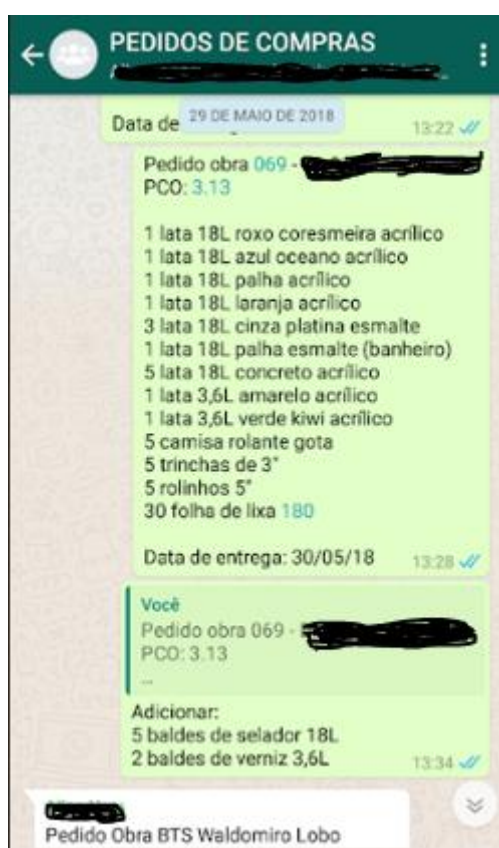 PEDIDOS DE COMPRAS
29 DE MAIO DE 2018
Data de
13:22
Pedido obra 069 -
PCO: 3.13
1 lata 18L roxo coresmeira acrílico
1 lata 18L azul oceano acrílico
1 lata 18L palha acrílico
1 lata 18L laranja acrílico
3 lata 18L cinza platina esmalte
1 lata 18L palha esmalte (banheiro)
5 lata 18L concreto acrílico
1 lata 3,6L amarelo acrílico
1 lata 3,6L verde kiwi acrílico
5 camisa rolante gota
5 trinchas de 3"
5 rolinhos 5"
30 folha de lixa 180
Data de entrega: 30/05/18
13:28
Você
Pedido obra 069 -
PCO: 3.13
...
Adicionar:
5 baldes de selador 18L
2 baldes de verniz 3,6L
13:34
Pedido Obra BTS Waldomiro Lobo